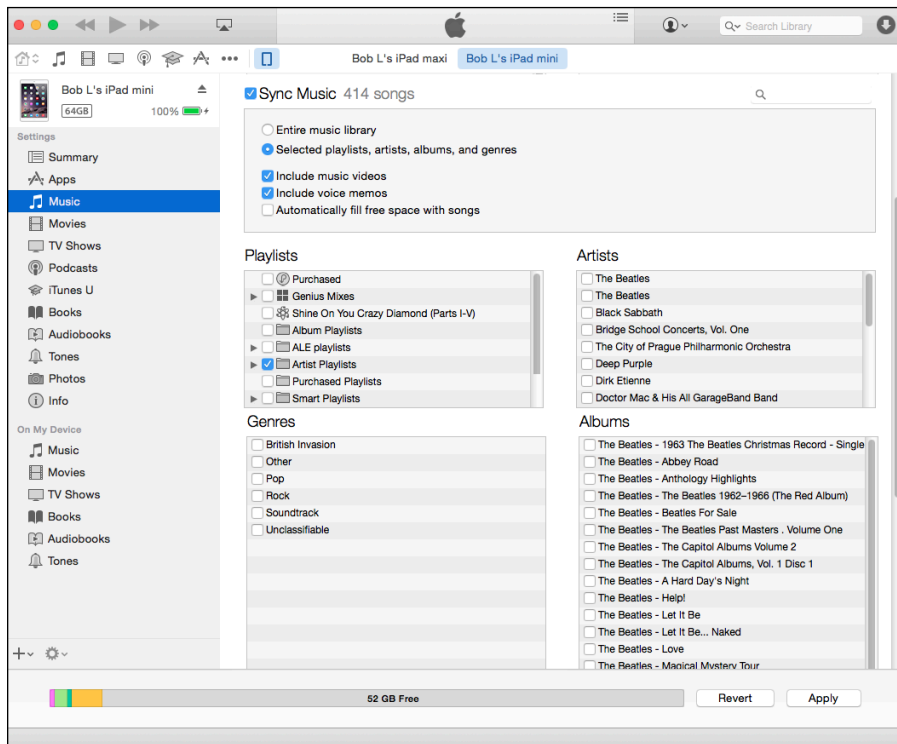 Search Library
Bob L's iPad maxi Bob L's iPad mini
Bob L's iPad mini
64GB 100%
Settings
Summary
Apps
Music
Movies
TV Shows
Podcasts
iTunes U
Books
Audiobooks
Tones
Photos
Info
On My Device
Music
Movies
TV Shows
Books
Audiobooks
Tones
Sync Music 414 songs
Entire music library
Selected playlists, artists, albums, and genres
Include music videos
Include voice memos
Automatically fill free space with songs
Playlists
Purchased
Genius Mixes
Shine On You Crazy Diamond (Parts I-V)
Album Playlists
ALE playlists
Artist Playlists
Purchased Playlists
Smart Playlists
Artists
The Beatles
The Beatles
Black Sabbath
Bridge School Concerts, Vol. One
The City of Prague Philharmonic Orchestra
Deep Purple
Dirk Etienne
Doctor Mac & His All GarageBand Band
Genres
British Invasion
Other
Pop
Rock
Soundtrack
Unclassifiable
Albums
The Beatles - 1963 The Beatles Christmas Record - Single
The Beatles - Abbey Road
The Beatles - Anthology Highlights
The Beatles - The Beatles 1962–1966 (The Red Album)
The Beatles - Beatles For Sale
The Beatles - The Beatles Past Masters . Volume One
The Beatles - The Capitol Albums Volume 2
The Beatles - The Capitol Albums, Vol. 1 Disc 1
The Beatles - A Hard Day's Night
The Beatles - Help!
The Beatles - Let It Be
The Beatles - Let It Be... Naked
The Beatles - Love
The Beatles - Magical Mystery Tour
52 GB Free
Revert Apply